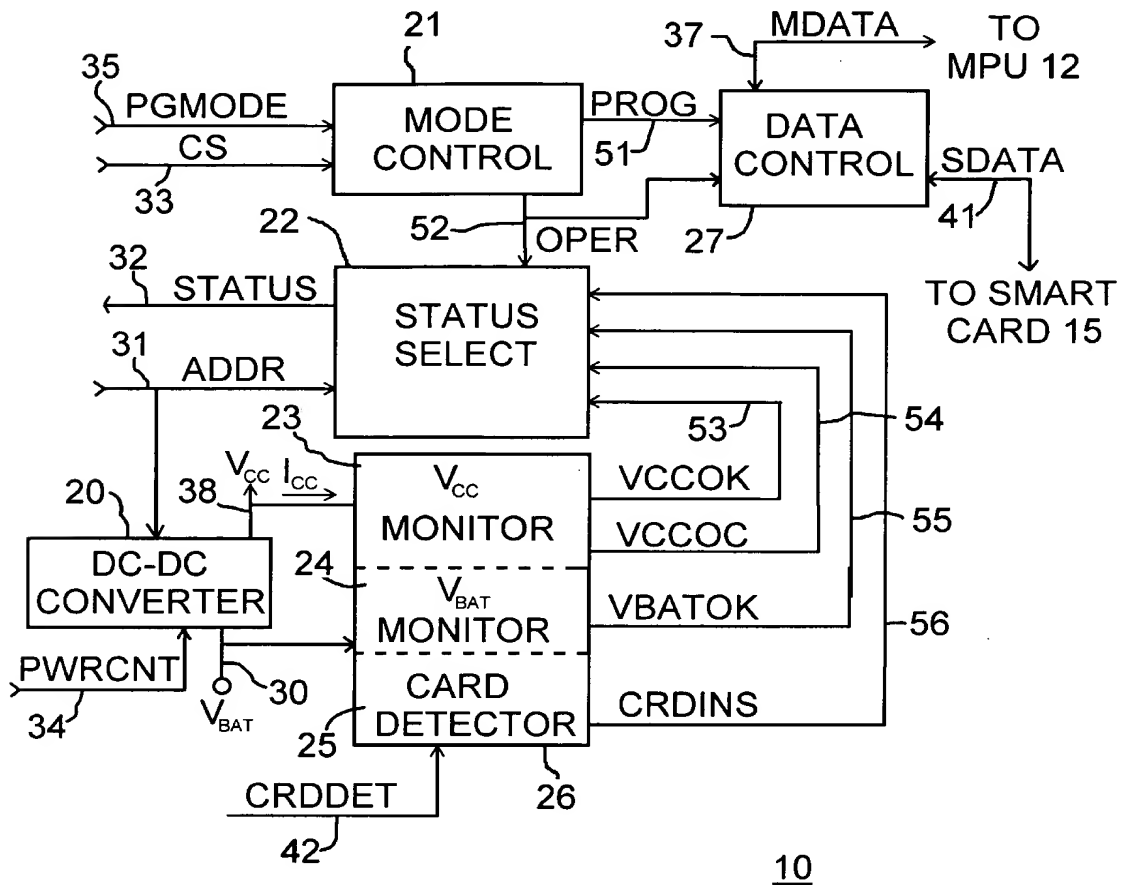 21
37
MDATA
TO
MPU 12
35
PGMODE
CS
33
MODE
CONTROL
PROG
51
DATA
CONTROL
SDATA
41
27
52
OPER
22
32
STATUS
STATUS
SELECT
TO SMART
CARD 15
31
ADDR
53
54
23
VCC
ICC
38
20
VCC
MONITOR
VCCOK
VCCOC
55
DC-DC
CONVERTER
24
VBAT
MONITOR
VBATOK
56
PWRCNT
34
30
VBAT
CARD
DETECTOR
25
CRDINS
26
CRDDET
42
10